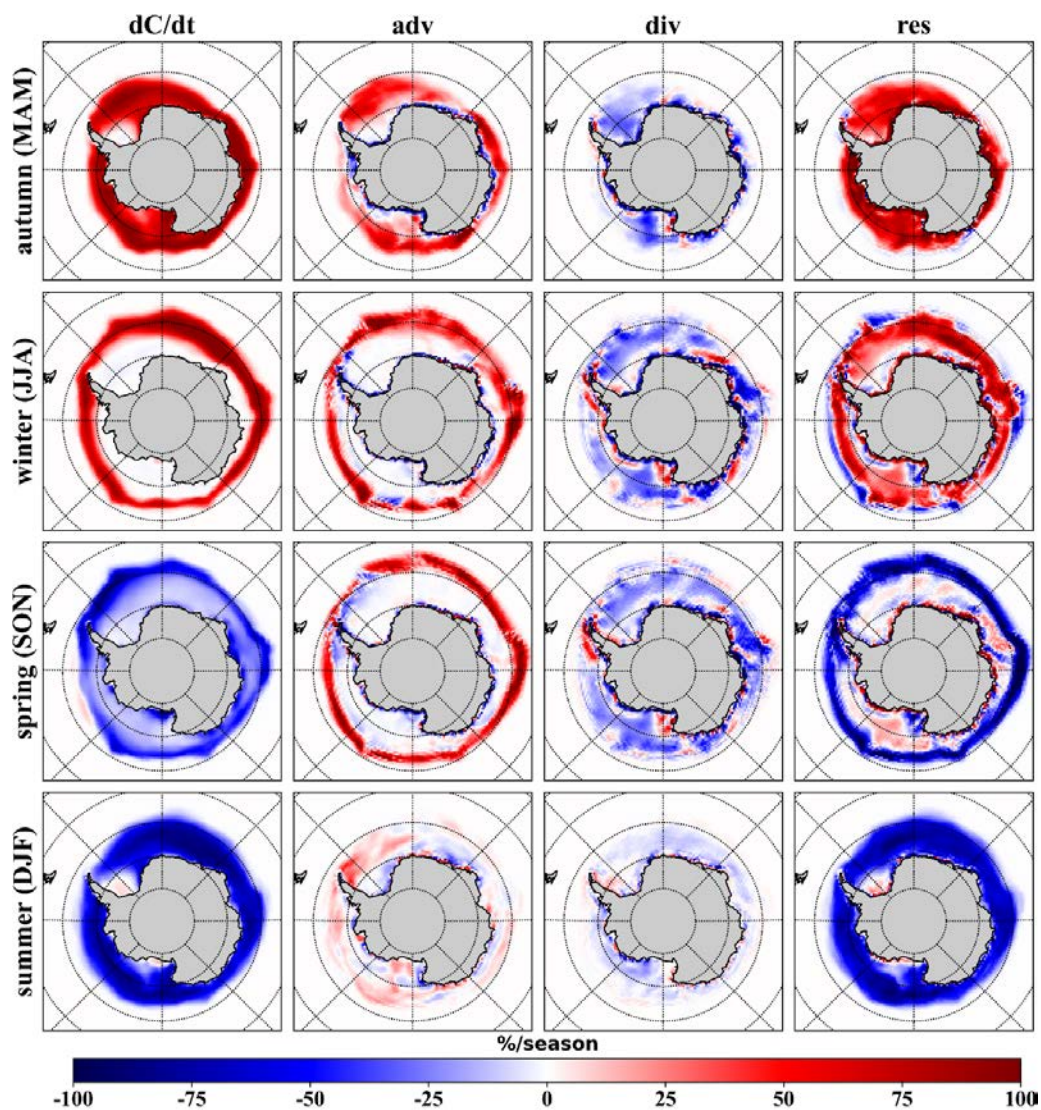 dC/dt adv div res
autumn (MAM)
winter (JJA)
spring (SON)
summer (DJF)
%/season
-100 -75 -50 -25 0 25 50 75 100